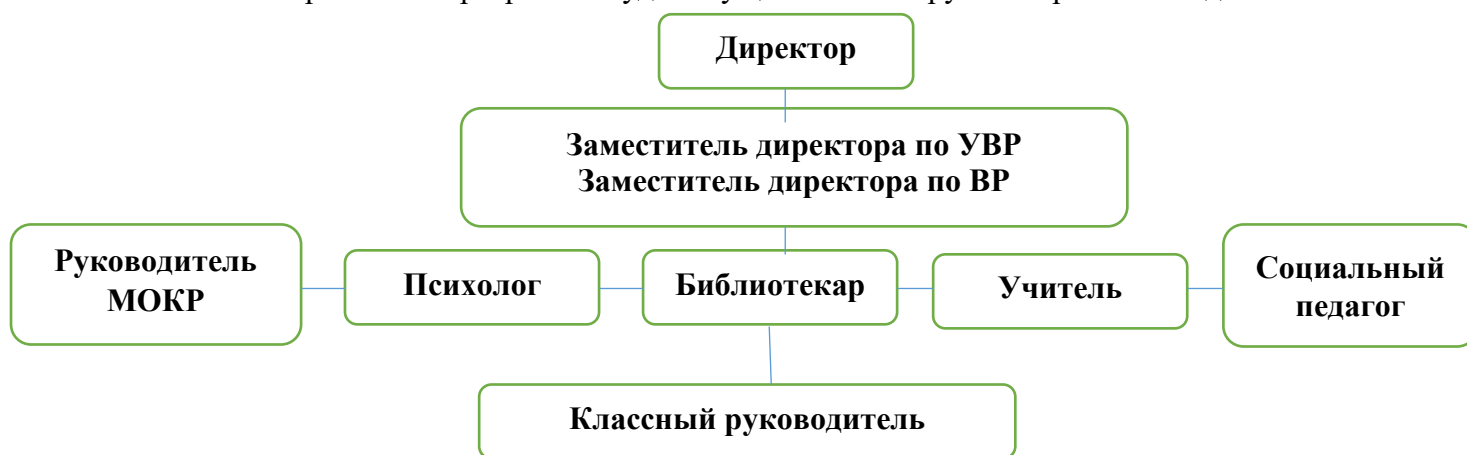 Директор
Заместитель директора по УВР
Заместитель директора по ВР
Руководитель
МОКР
Психолог
Библиотекар
Учитель
Социальный
педагог
Классный руководитель